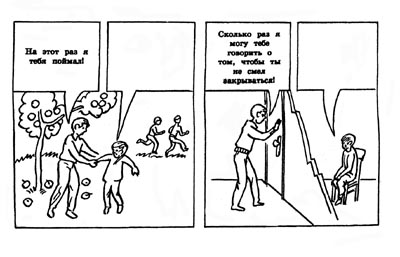 На этот раз я
тебя поймал!
Сколько раз я
могу тебе
говорить о
том, чтобы ты
не смел
закрываться!